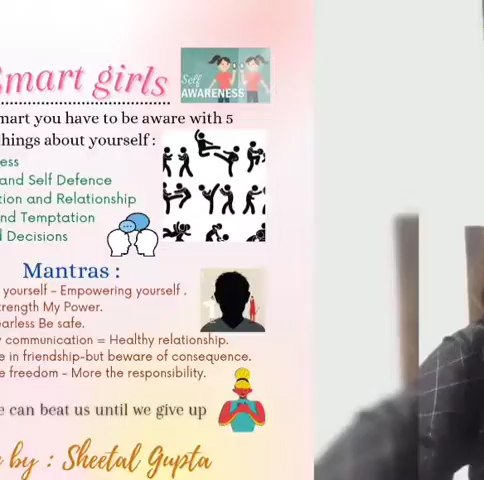 mart girls
Self
AWARENESS
mart you have to be aware with 5
hings about yourself :
ess
and Self Defence
tion and Relationship
nd Temptation
d Decisions
Mantras :
yourself - Empowering yourself .
trength My Power.
earless Be safe.
y communication = Healthy relationship.
e in friendship-but beware of consequence.
e freedom - More the responsibility.
e can beat us until we give up
by : Sheetal Gupta